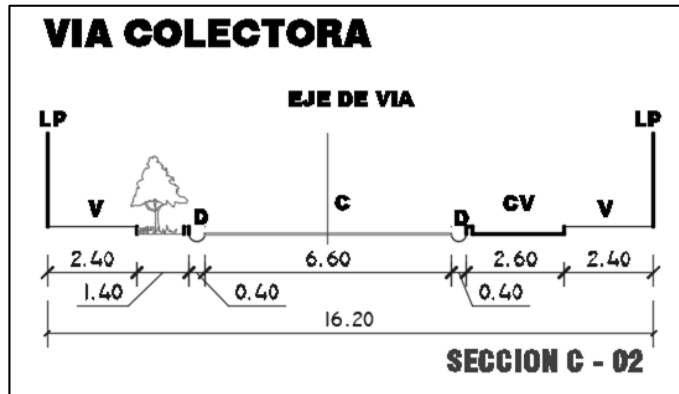 VIA COLECTORA
EJE DE VIA
LP LP
V D C D CV V
2.40 6.60 2.60 2.40
1.40 0.40 0.40
16.20
SECCION C - 02